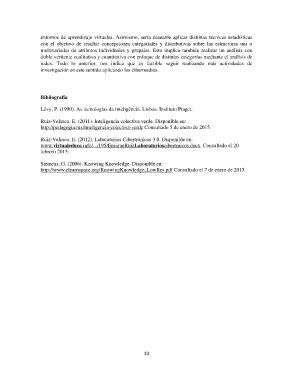 entornos de aprendizaje virtuales. Asimismo, sería deseable aplicar distintas técnicas estadísticas
con el objetivo de resaltar concepciones categoriales y distributivas sobre las estructuras uni o
multivariadas de atributos individuales y grupales. Esto implica también realizar un análisis con
doble vertiente cualitativa y cuantitativa con enfoque de distintas categorías mediante el análisis de
redes. Todo lo anterior, nos indica que es factible seguir realizando más actividades de
investigación en este sentido aplicando los cibermedios.
Bibliografía
Lévy, P. (1990). As tecnologías da inteligência. Lisboa. Instituto Piaget.
Ruiz-Velasco, E. (2011). Inteligencia colectiva verde. Disponible en:
http://pedagogia.mx/inteligencia-colectiva-verde Consultado 5 de enero de 2015.
Ruiz-Velasco, E. (2012). Laboratorios Cibertrónicos 3.0. Disponible en:
www.virtualeduca.info/.../195/EnriqueRuizLaboratorioscibertronicos.docx. Consultado el 20
febrero 2015.
Siemens, G. (2006). Knowing Knowledge. Disponible en:
http://www.elearnspace.org/KnowingKnowledge_LowRes.pdf Consultado el 7 de enero de 2015.
13